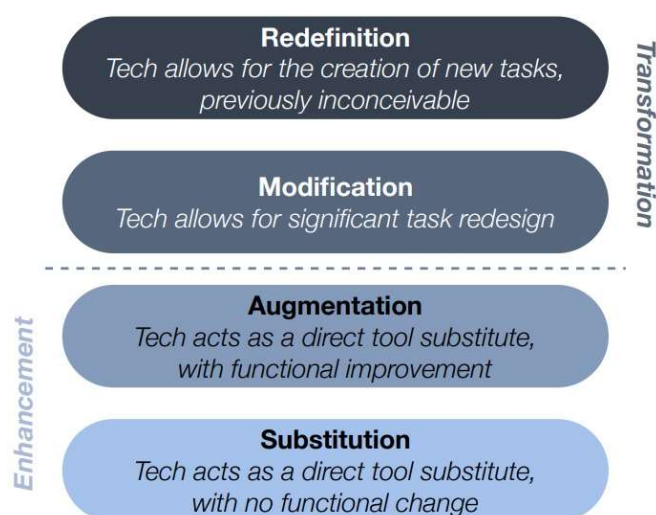 Redefinition
Tech allows for the creation of new tasks,
previously inconceivable
Transformation
Modification
Tech allows for significant task redesign
Augmentation
Tech acts as a direct tool substitute,
with functional improvement
Enhancement
Substitution
Tech acts as a direct tool substitute,
with no functional change